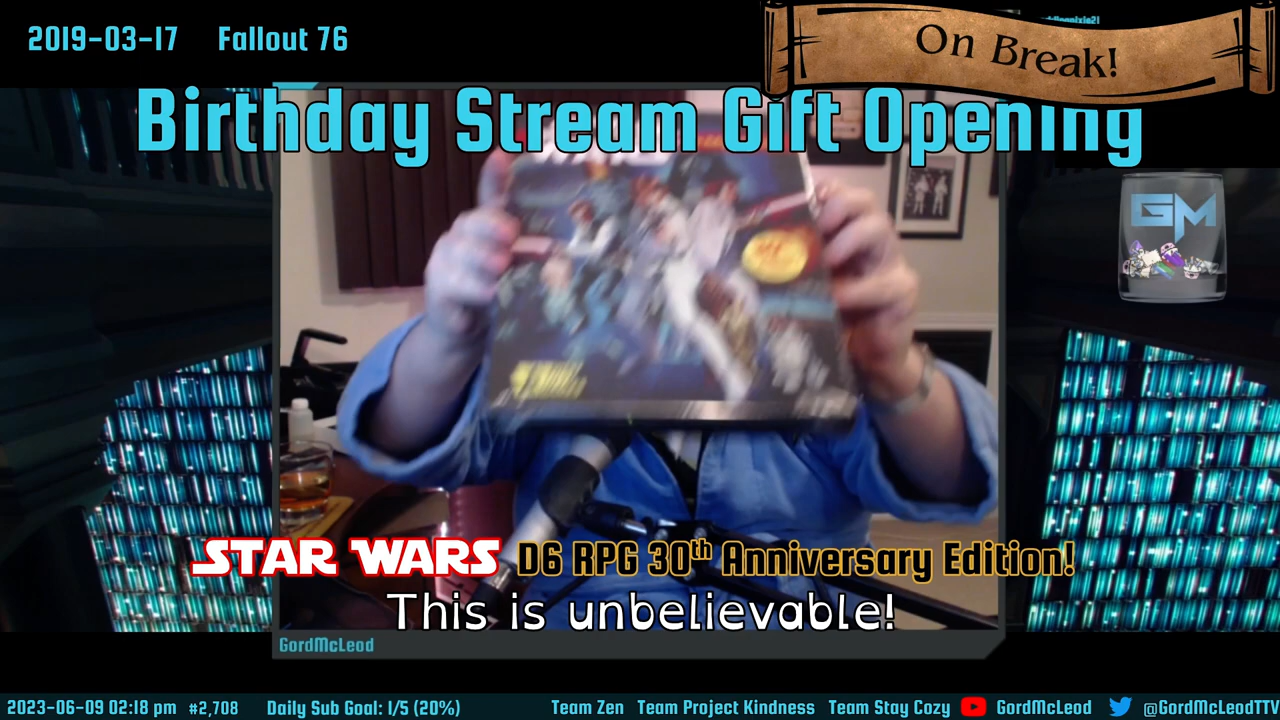 2019-03-17 Fallout 76
On Break!
Birthday Stream Gift Opening
GM
STAR WARS D6 RPG 30th Anniversary Edition!
This is unbelievable!
GordMcLeod
2023-06-09 02:18 pm #2,708 Daily Sub Goal: 1/5 (20%) Team Zen Team Project Kindness Team Stay Cozy GordMcLeod @GordMcLeodTTV